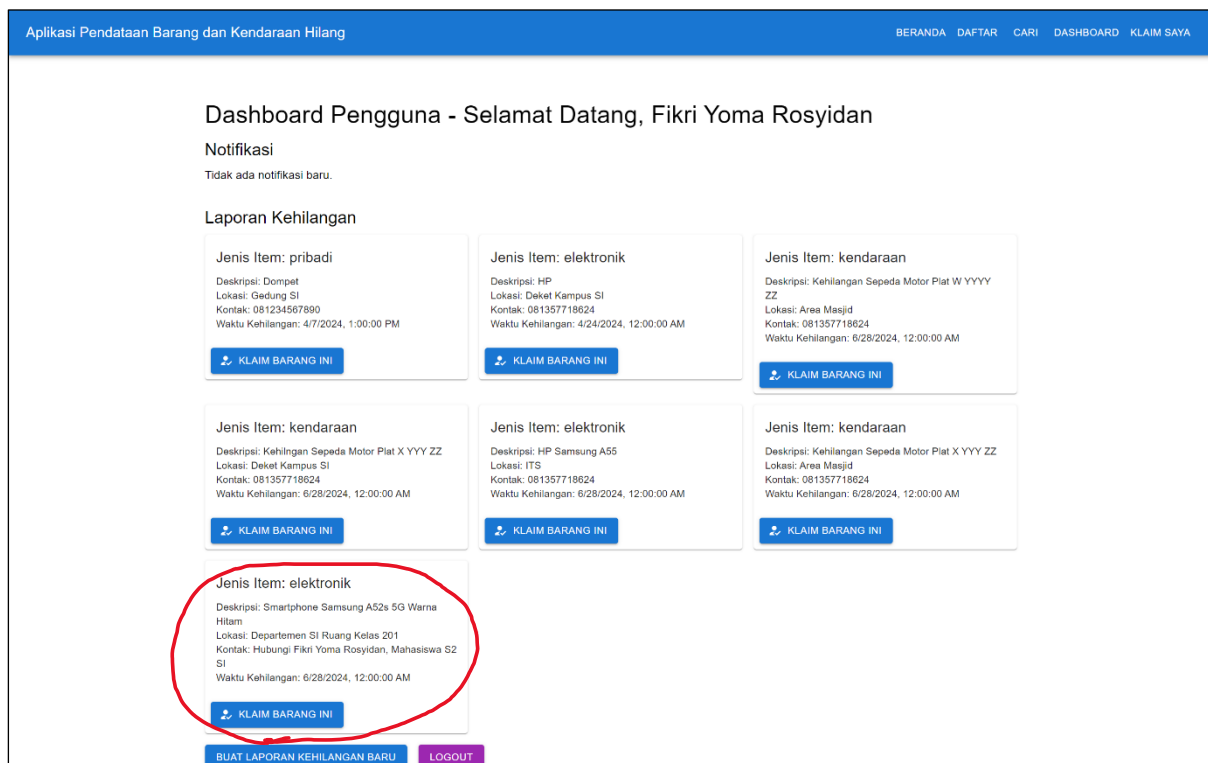 Aplikasi Pendataan Barang dan Kendaraan Hilang
BERANDA DAFTAR CARI DASHBOARD KLAIM SAYA
Dashboard Pengguna - Selamat Datang, Fikri Yoma Rosyidan
Notifikasi
Tidak ada notifikasi baru.
Laporan Kehilangan
Jenis Item: pribadi
Deskripsi: Dompet
Lokasi: Gedung SI
Kontak: 081234567890
Waktu Kehilangan: 4/7/2024, 1:00:00 PM
KLAIM BARANG INI
Jenis Item: elektronik
Deskripsi: HP
Lokasi: Deket Kampus SI
Kontak: 081357718624
Waktu Kehilangan: 4/24/2024, 12:00:00 AM
KLAIM BARANG INI
Jenis Item: kendaraan
Deskripsi: Kehilangan Sepeda Motor Plat W YYYY
ZZ
Lokasi: Area Masjid
Kontak: 081357718624
Waktu Kehilangan: 6/28/2024, 12:00:00 AM
KLAIM BARANG INI
Jenis Item: kendaraan
Deskripsi: Kehilngan Sepeda Motor Plat X YYY ZZ
Lokasi: Deket Kampus SI
Kontak: 081357718624
Waktu Kehilangan: 6/28/2024, 12:00:00 AM
KLAIM BARANG INI
Jenis Item: elektronik
Deskripsi: HP Samsung A55
Lokasi: ITS
Kontak: 081357718624
Waktu Kehilangan: 6/28/2024, 12:00:00 AM
KLAIM BARANG INI
Jenis Item: kendaraan
Deskripsi: Kehilangan Sepeda Motor Plat X YYY ZZ
Lokasi: Area Masjid
Kontak: 081357718624
Waktu Kehilangan: 6/28/2024, 12:00:00 AM
KLAIM BARANG INI
Jenis Item: elektronik
Deskripsi: Smartphone Samsung A52s 5G Warna
Hitam
Lokasi: Departemen SI Ruang Kelas 201
Kontak: Hubungi Fikri Yoma Rosyidan, Mahasiswa S2
SI
Waktu Kehilangan: 6/28/2024, 12:00:00 AM
KLAIM BARANG INI
BUAT LAPORAN KEHILANGAN BARU LOGOUT